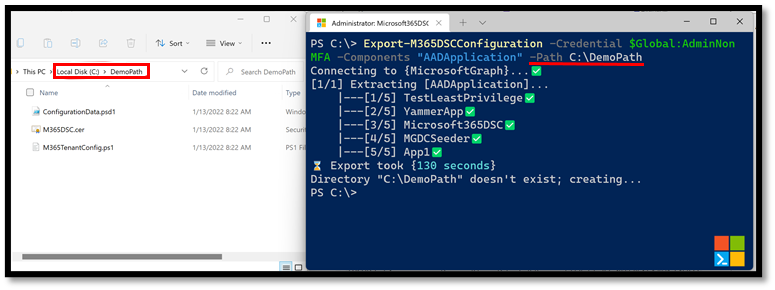 Sort
View
This PC
Local Disk (C:)
DemoPath
Search DemoPath
Name
Date modified
Type
ConfigurationData.psd1
1/13/2022 8:22 AM
Windo
M365DSC.cer
1/13/2022 8:22 AM
Securi
M365TenantConfig.ps1
1/13/2022 8:22 AM
PS1 Fi
Administrator: Microsoft365DSC
PS C:\> Export-M365DSCConfiguration -Credential $Global:AdminNon
MFA -Components "AADApplication" -Path C:\DemoPath
Connecting to {MicrosoftGraph}...✅
[1/1] Extracting [AADApplication]...
|---[1/5] TestLeastPrivilege✅
|---[2/5] YammerApp✅
|---[3/5] Microsoft365DSC✅
|---[4/5] MGDCSeeder✅
|---[5/5] App1✅
⌛ Export took {130 seconds}
Directory "C:\DemoPath" doesn't exist; creating...
PS C:\>